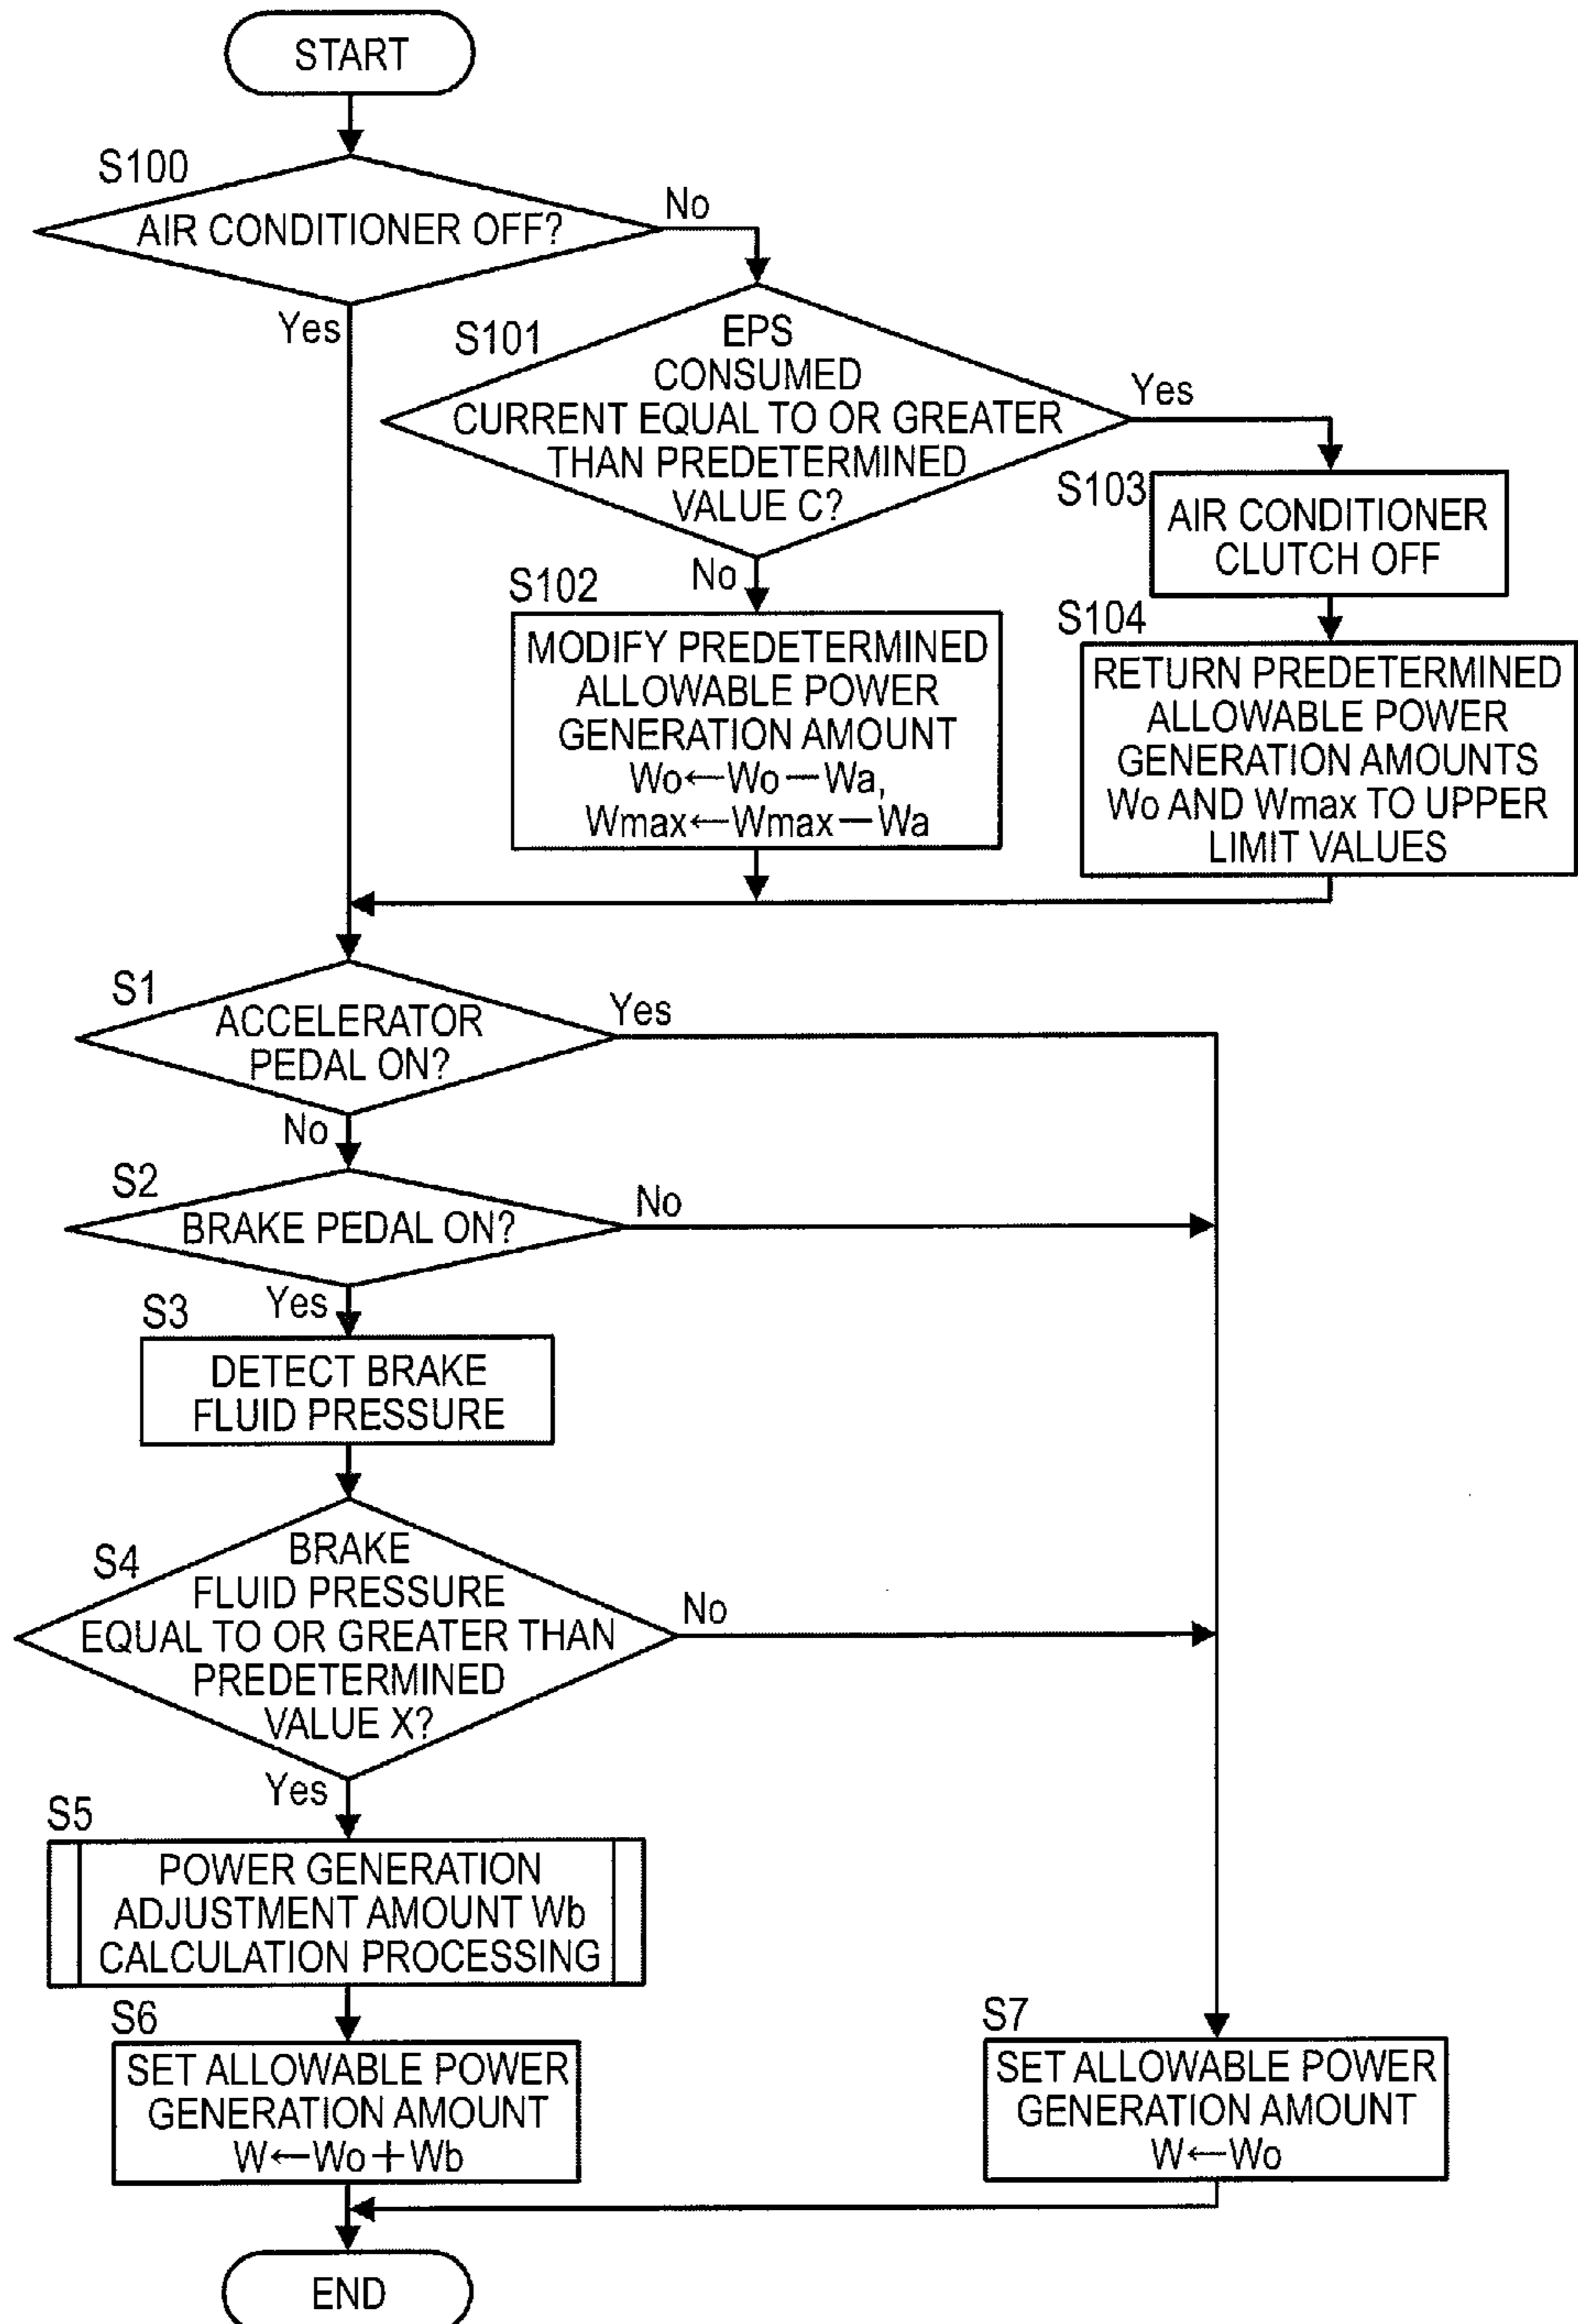 START
S100
AIR CONDITIONER OFF?
No
Yes
S101
EPS
CONSUMED
CURRENT EQUAL TO OR GREATER
THAN PREDETERMINED
VALUE C?
Yes
No
S103
AIR CONDITIONER
CLUTCH OFF
S102
MODIFY PREDETERMINED
ALLOWABLE POWER
GENERATION AMOUNT
Wo←Wo—Wa,
Wmax←Wmax—Wa
S104
RETURN PREDETERMINED
ALLOWABLE POWER
GENERATION AMOUNTS
Wo AND Wmax TO UPPER
LIMIT VALUES
S1
ACCELERATOR
PEDAL ON?
Yes
No
S2
BRAKE PEDAL ON?
No
Yes
S3
DETECT BRAKE
FLUID PRESSURE
S4
BRAKE
FLUID PRESSURE
EQUAL TO OR GREATER THAN
PREDETERMINED
VALUE X?
No
Yes
S5
POWER GENERATION
ADJUSTMENT AMOUNT Wb
CALCULATION PROCESSING
S6
SET ALLOWABLE POWER
GENERATION AMOUNT
W←Wo+Wb
S7
SET ALLOWABLE POWER
GENERATION AMOUNT
W←Wo
END